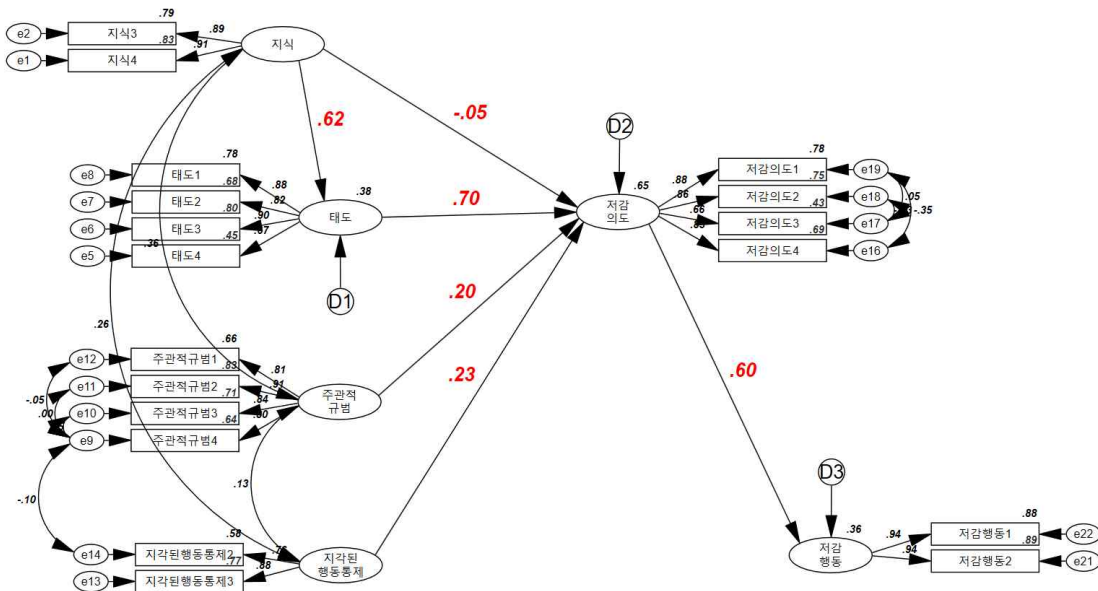 .79
e2
지식3
.89
.83
.91
e1
지식4
지식
.62
-.05
D2
.78
e8
태도1
.68
.88
e7
태도2
.82
.80
e6
태도3
.90
.45
.67
e5
태도4
.38
태도
D1
.70
.65
저감
의도
.78
저감의도1
.88
.75
e19
.86
저감의도2
.43
e18
.05
.66
저감의도3
.69
e17
-.35
저감의도4
e16
.36
.20
.26
.66
e12
주관적규범1
.83
.81
e11
주관적규범2
.91
.71
-.05
e10
주관적규범3
.84
.64
.00
e9
주관적규범4
주관적
규범
.23
.60
.13
-.10
.58
e14
지각된행동통제2
.77
e13
지각된행동통제3
.88
지각된
행동통제
D3
.36
저감
행동
.88
.94
저감행동1
.89
e22
.94
저감행동2
e21